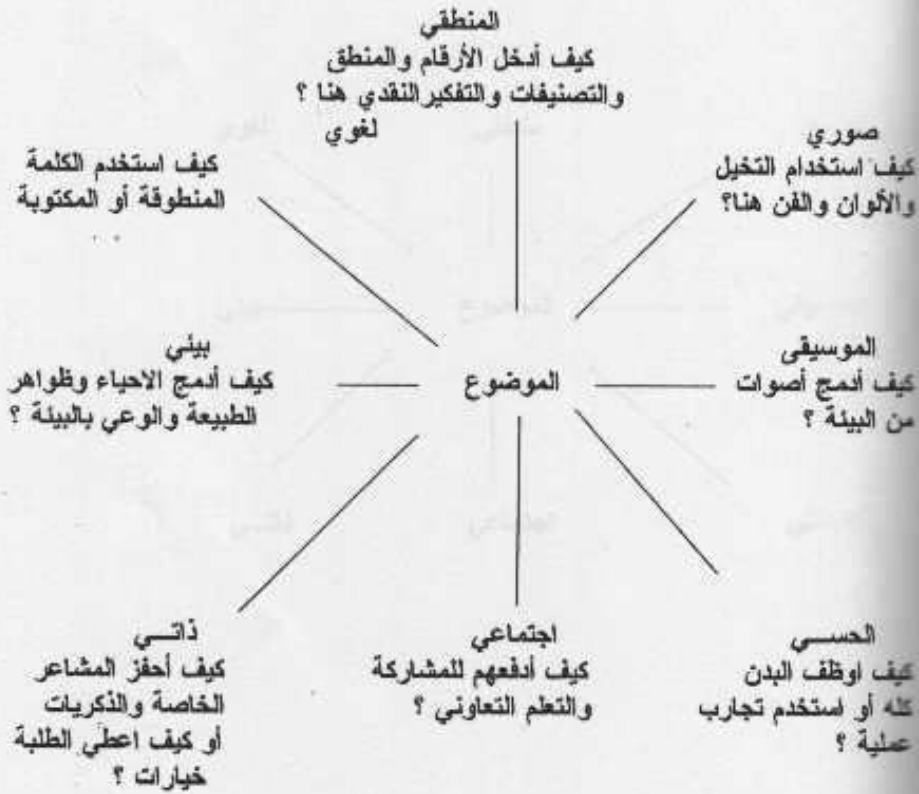 المنطقي
كيف أدخل الأرقام والمنطق
والتصنيفات والتفكير النقدي هنا ؟
صوري
كيف استخدام التخيل
والألوان والفن هنا؟
لغوي
كيف استخدم الكلمة
المنطوقة أو المكتوبة
الموسيقى
كيف أدمج أصوات
من البيئة ؟
الموضوع
بيئي
كيف أدمج الاحياء وظواهر
الطبيعة والوعي بالبيئة ؟
الحســـي
كيف اوظف البدن
كله أو استخدم تجارب
عملية ؟
اجتماعي
كيف أدفعهم للمشاركة
والتعلم التعاوني ؟
ذاتـــي
كيف أحفز المشاعر
الخاصة والذكريات
أو كيف اعطي الطلبة
خيارات ؟